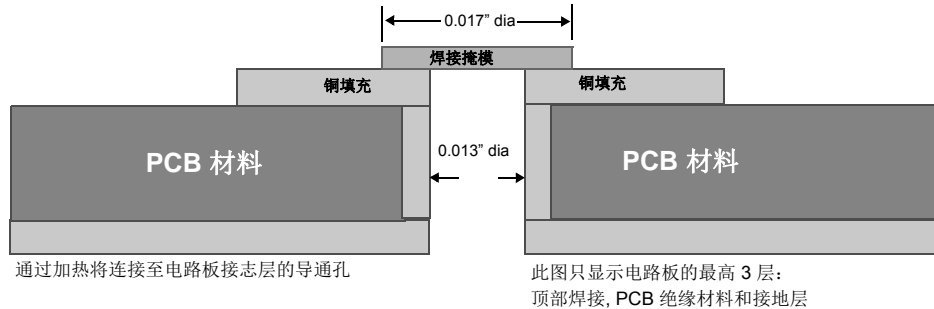 0.017” dia
焊接掩模
铜填充
铜填充
PCB 材料
0.013” dia
PCB 材料
通过加热将连接至电路板接志层的导通孔
此图只显示电路板的最高 3 层：
顶部焊接, PCB 绝缘材料和接地层